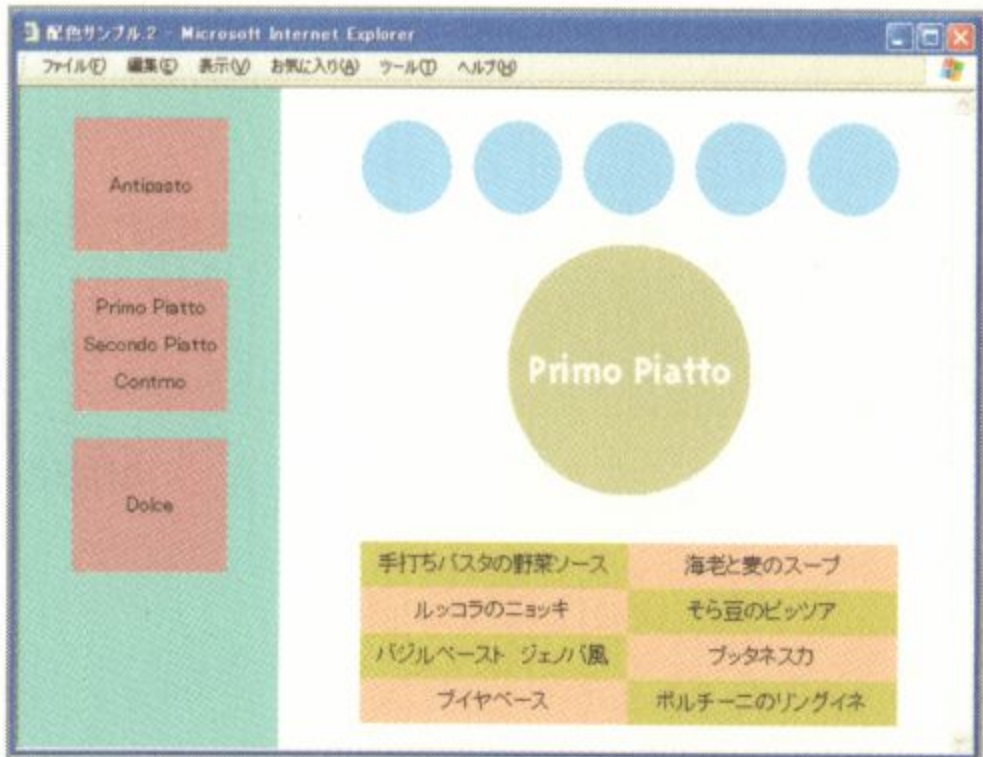 配色サンプル.2 - Microsoft Internet Explorer
ファイル(F) 編集(E) 表示(V) お気に入り(A) ツール(T) ヘルプ(H)
Antipasto
Primo Piatto
Secondo Piatto
Contrno
Dolce
Primo Piatto
手打ちパスタの野菜ソース 海老と麦のスープ
ルッコラのニョッキ そら豆のピッツア
バジルペースト ジェノバ風 プッタネスカ
ブイヤベース ポルチーニのリングイネ